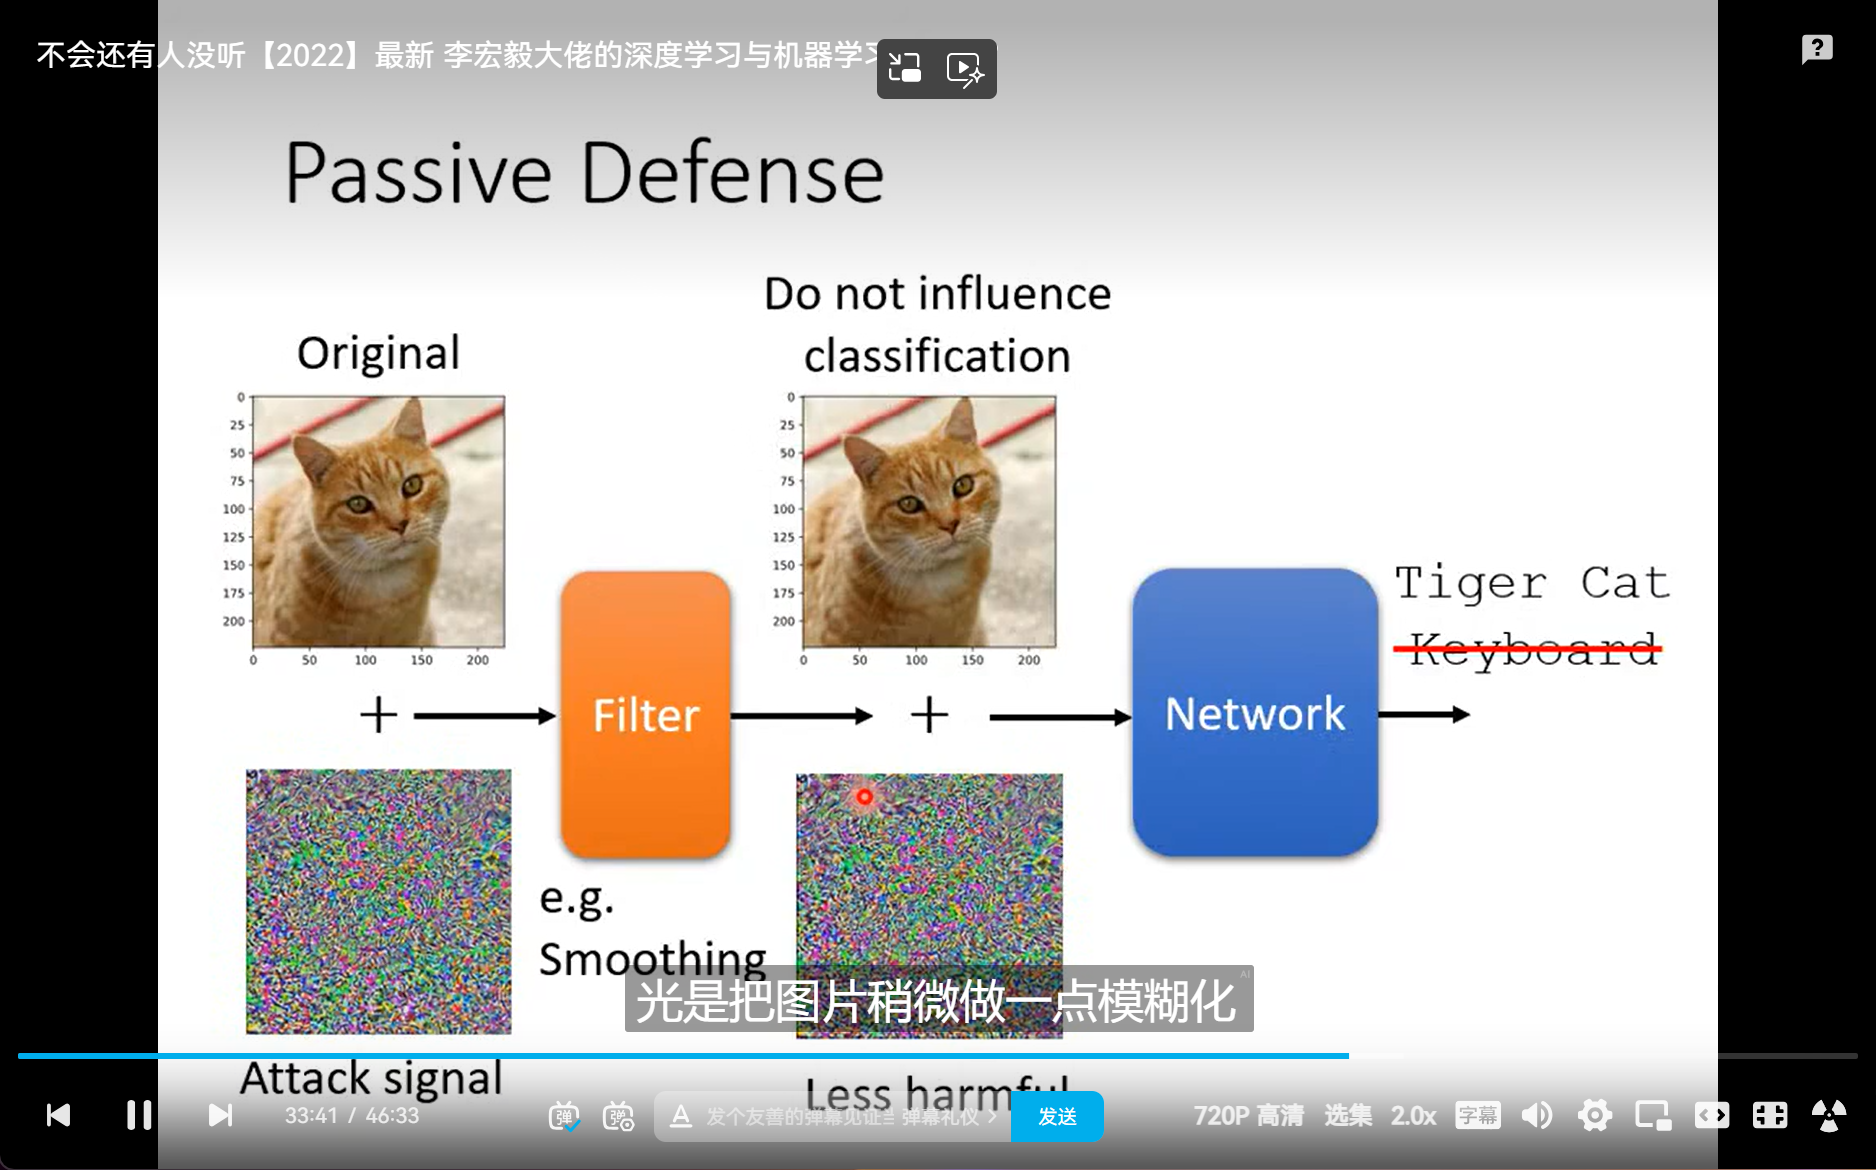 不会还有人没听【2022】最新 李宏毅大佬的深度学习与机器学习
?
Passive Defense
Do not influence
classification
Original
0
25
50
75
100
125
150
175
200
0 50 100 150 200
0
25
50
75
100
125
150
175
200
0 50 100 150 200
Tiger Cat
Keyboard
Filter
Network
e.g.
Smoothing
AI
光是把图片稍微做一点模糊化
Attack signal
Less harmful
33:41 / 46:33
弹
弹
A
发个友善的弹幕见证
弹幕礼仪 >
发送
720P 高清
选集
2.0x
字幕